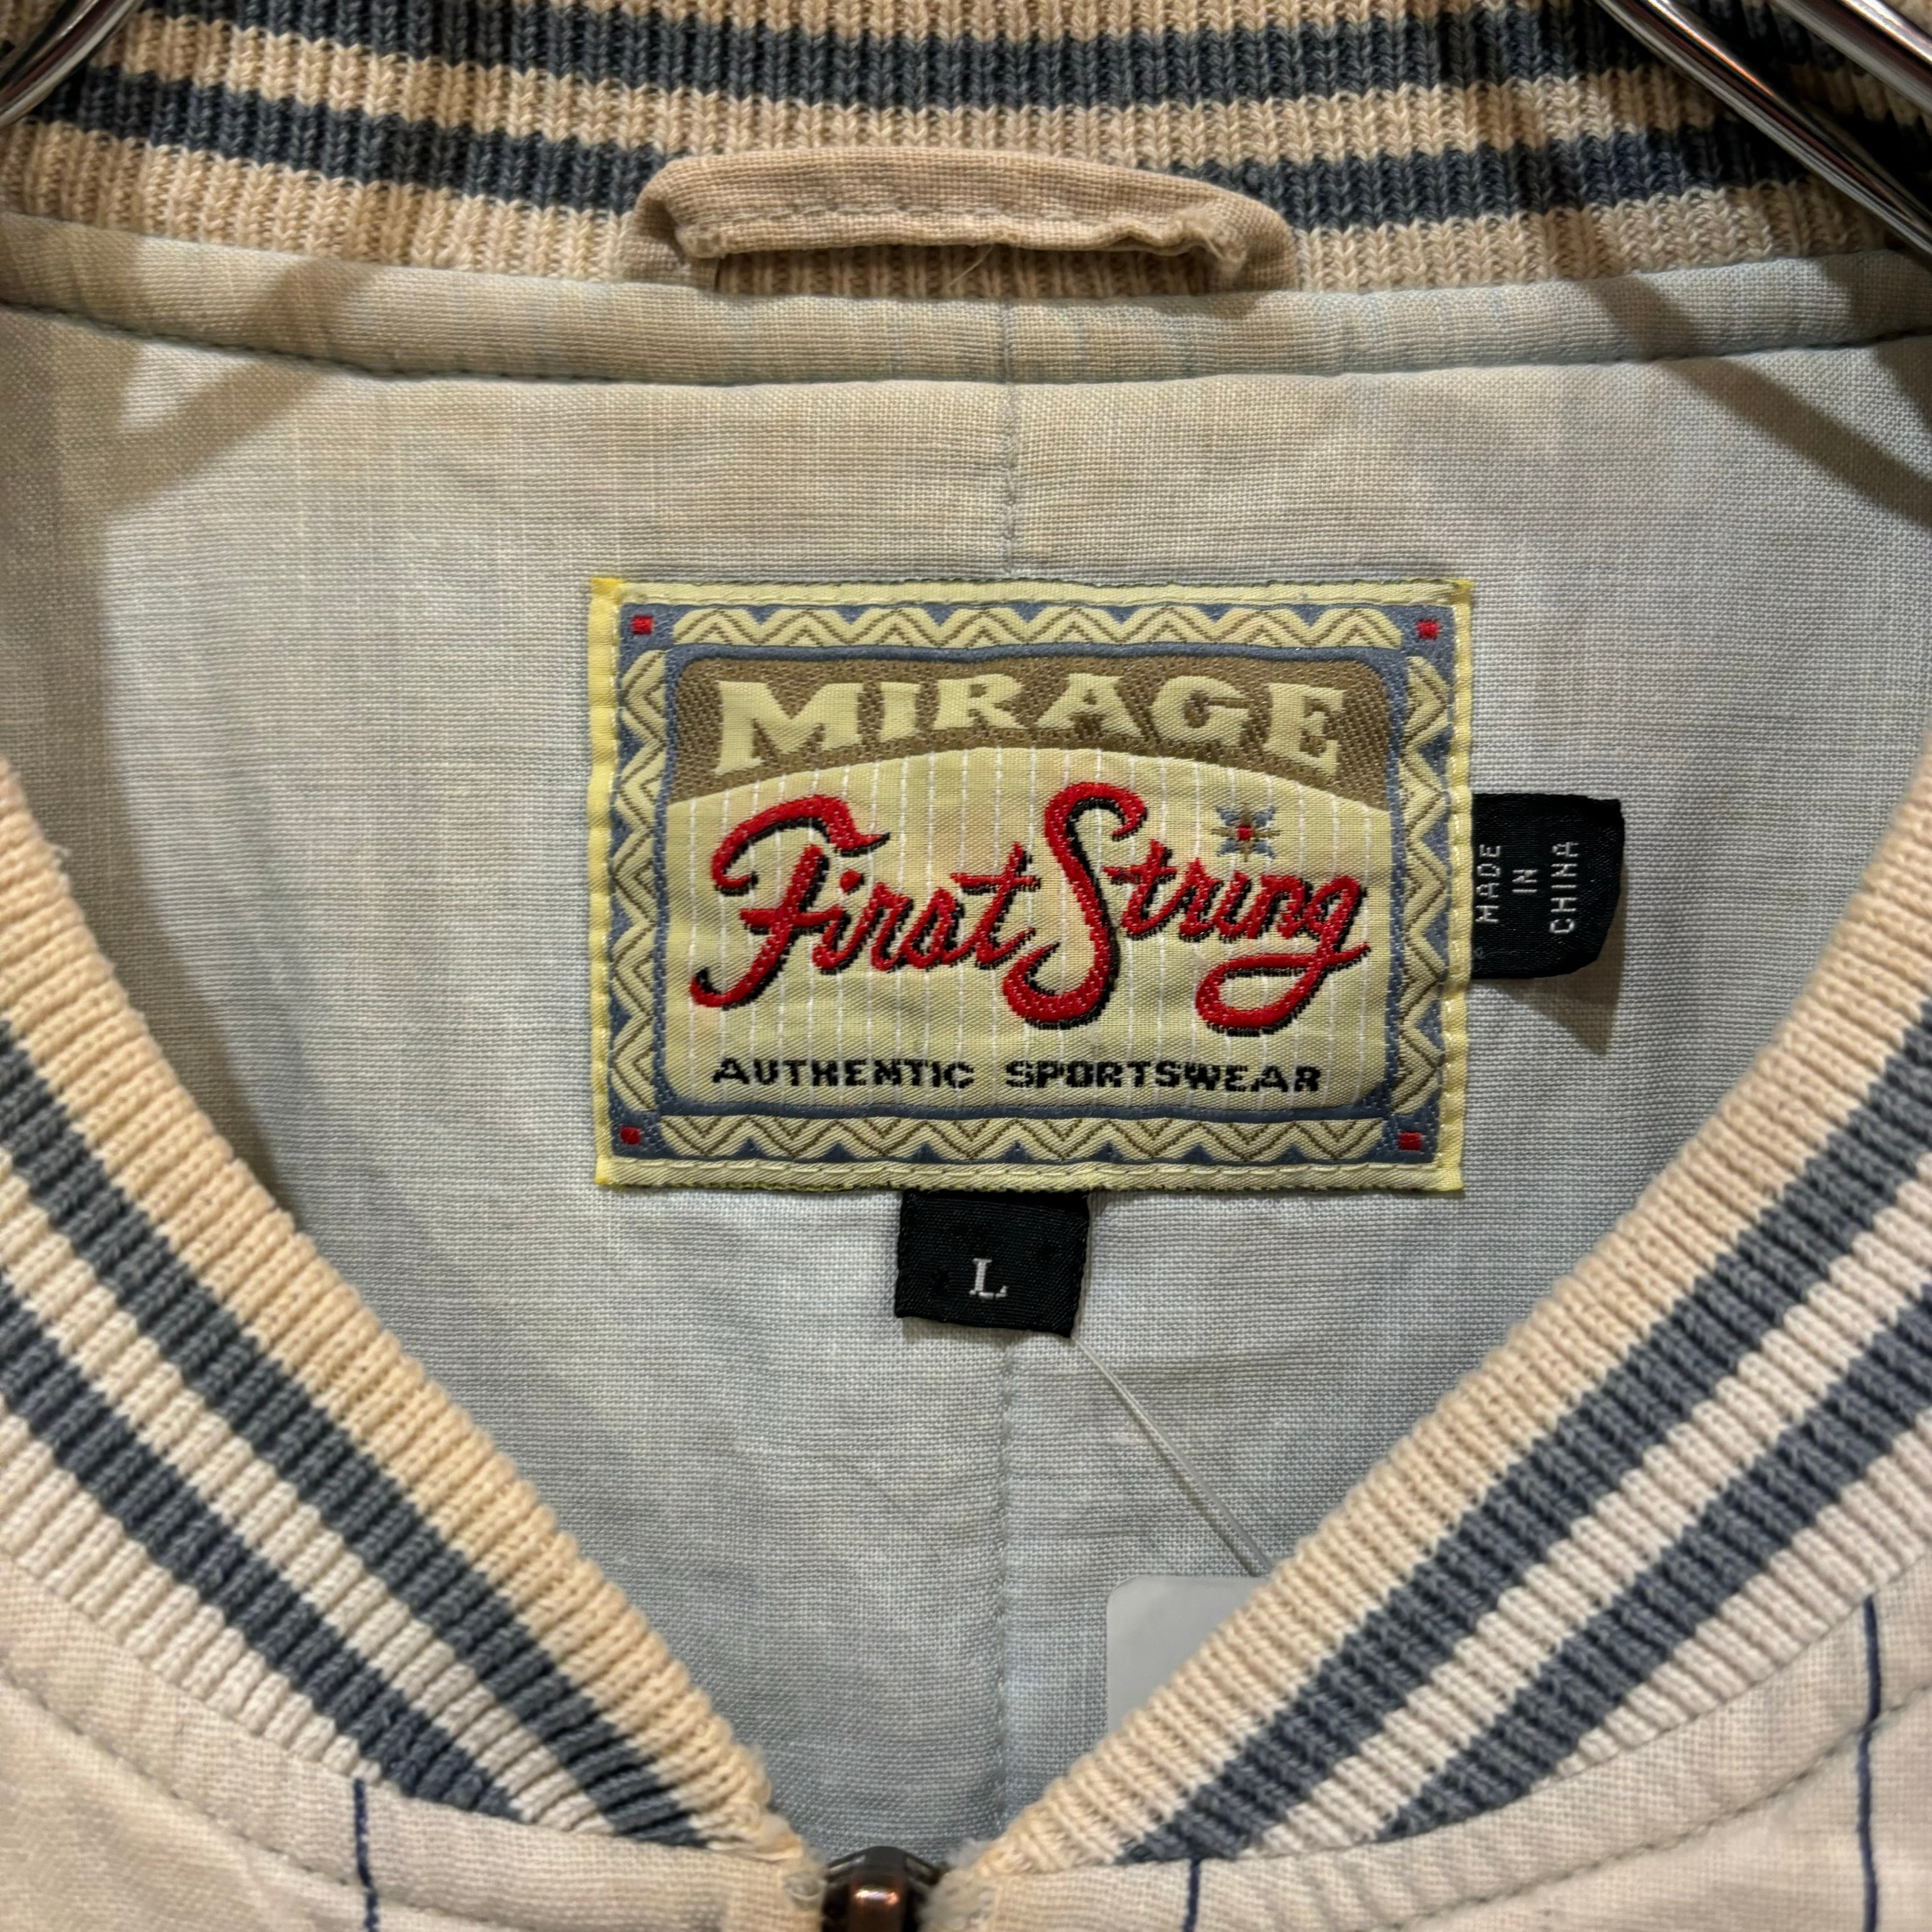 MIRAGE
First String
AUTHENTIC SPORTSWEAR
MADE
IN
CHINA
L